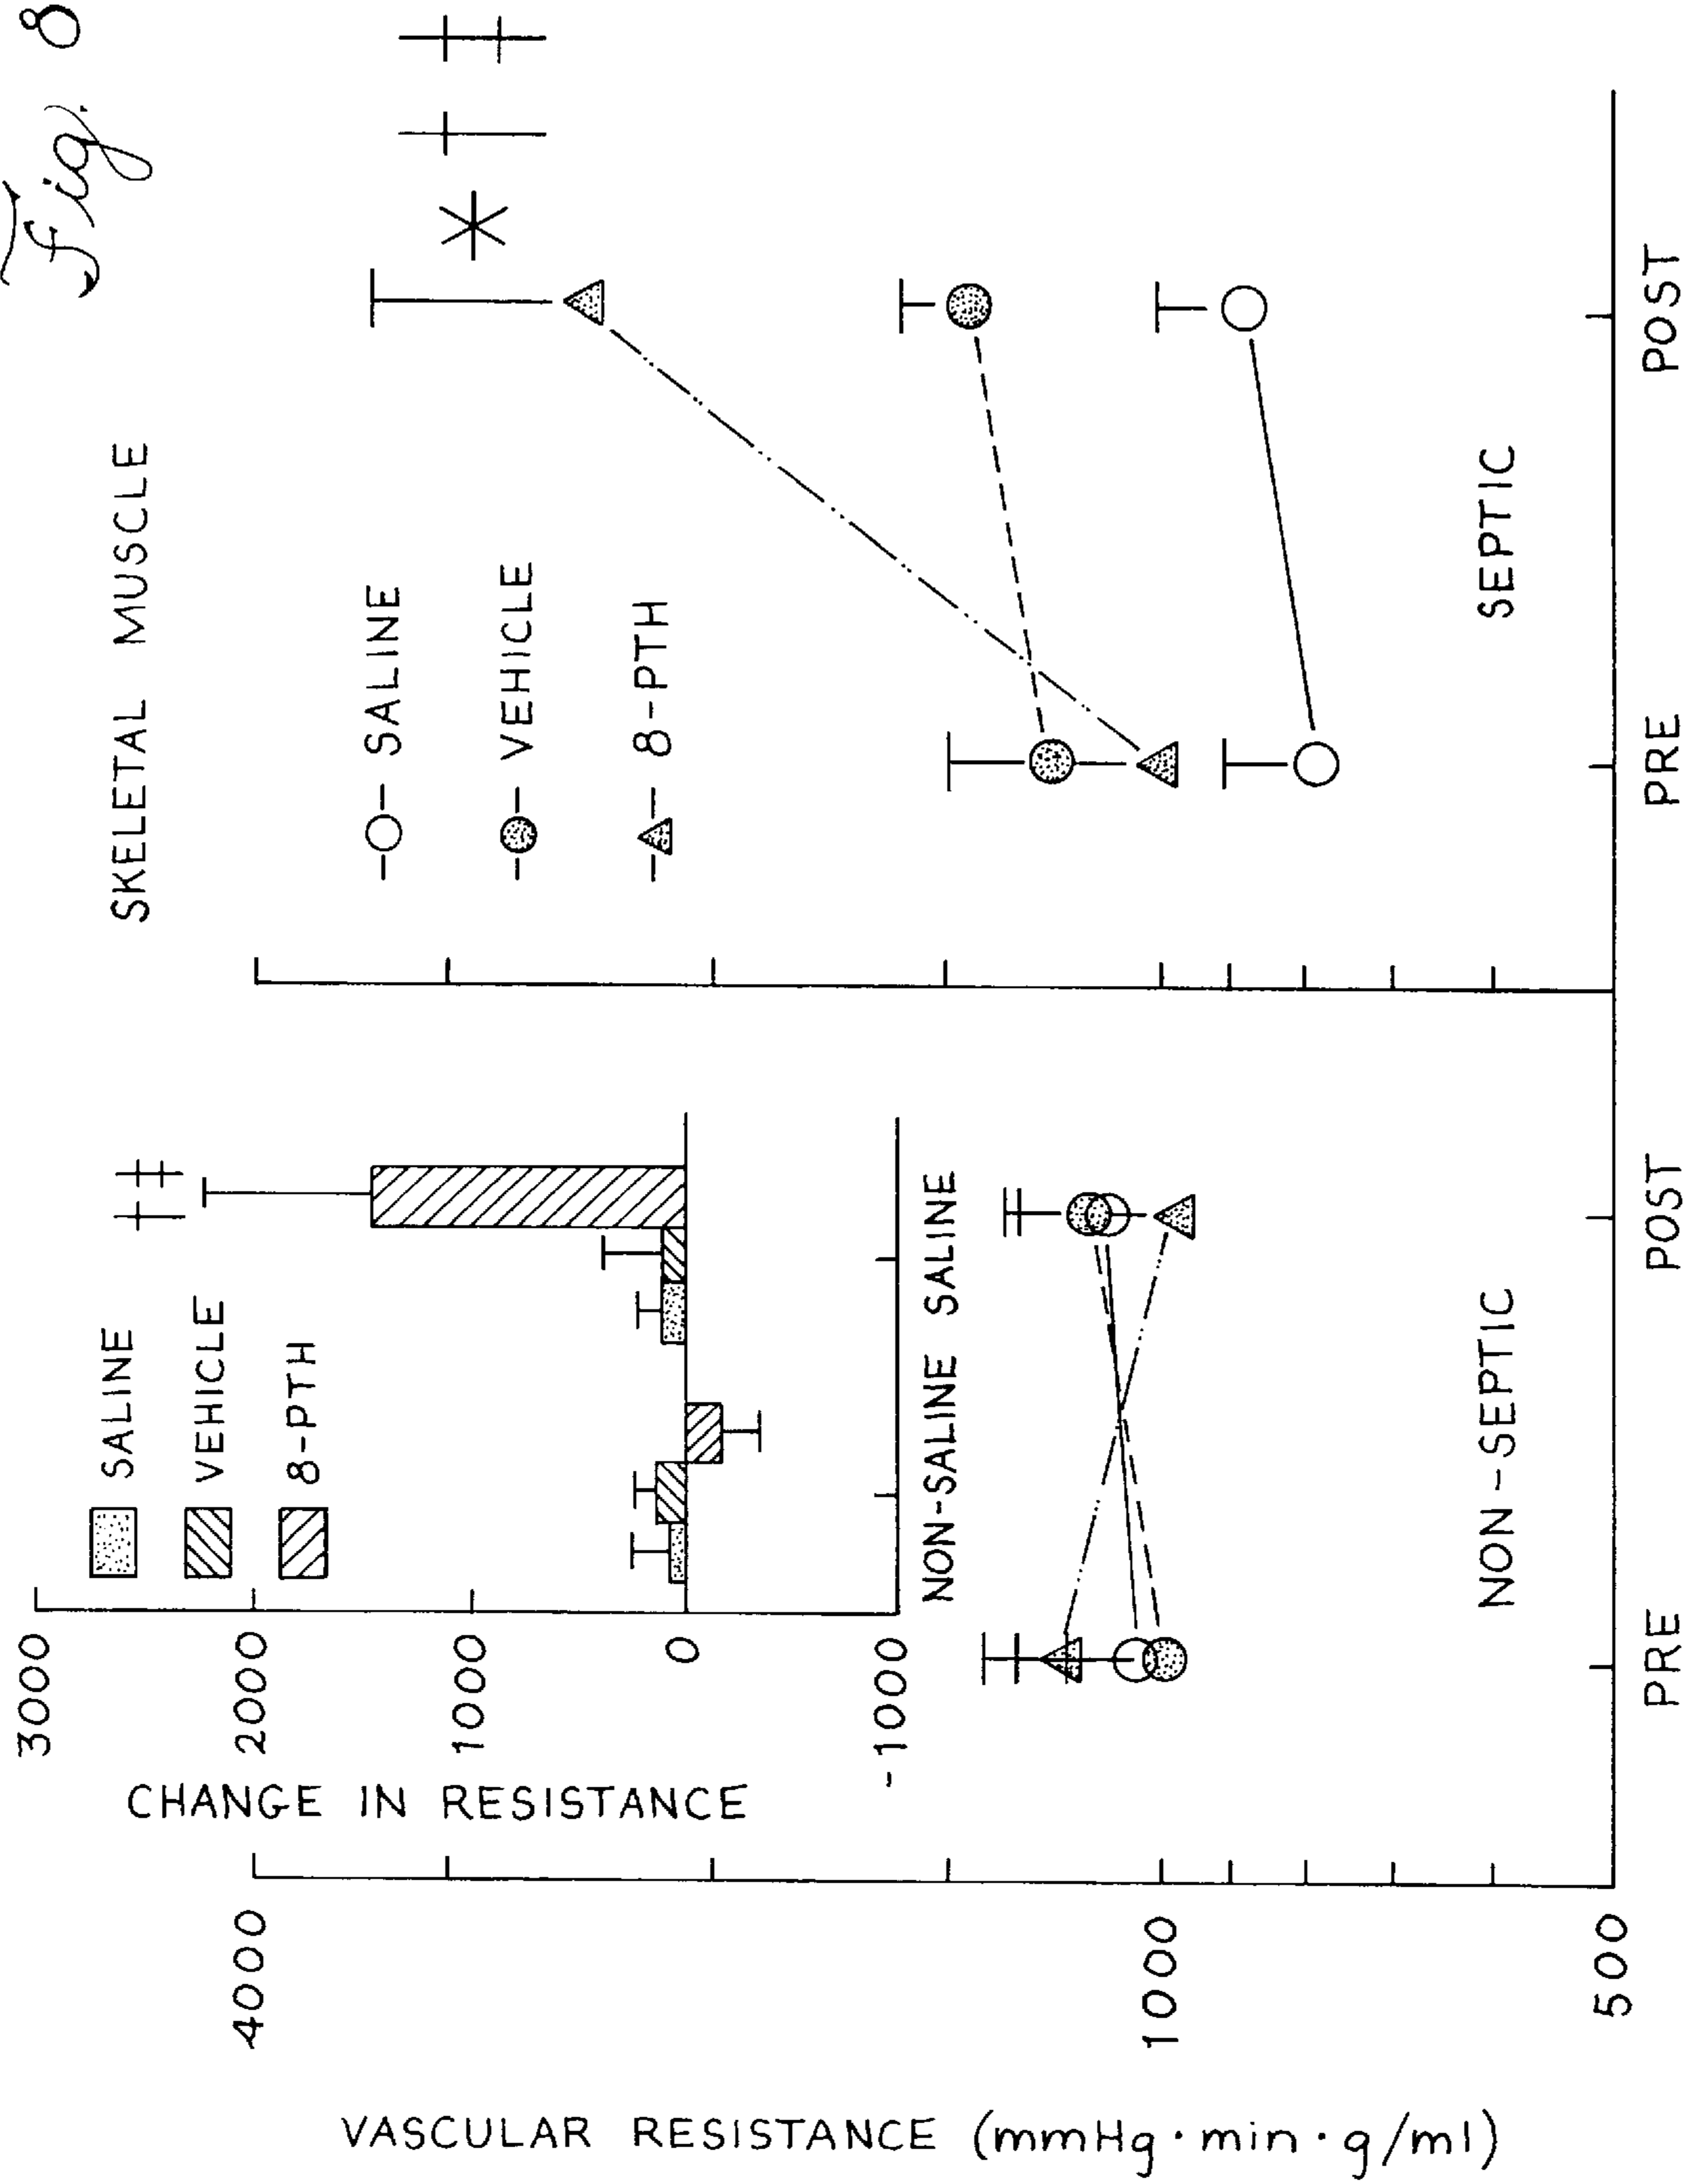 Fig. 8
SKELETAL MUSCLE
3000
2000
1000
0
-1000
CHANGE IN RESISTANCE
SALINE
VEHICLE
8-PTH
‡‡
NON-SALINE SALINE
SALINE
VEHICLE
8-PTH
* † ‡
4000
1000
500
VASCULAR RESISTANCE (mmHg·min·g/ml)
NON-SEPTIC
SEPTIC
PRE
POST
PRE
POST